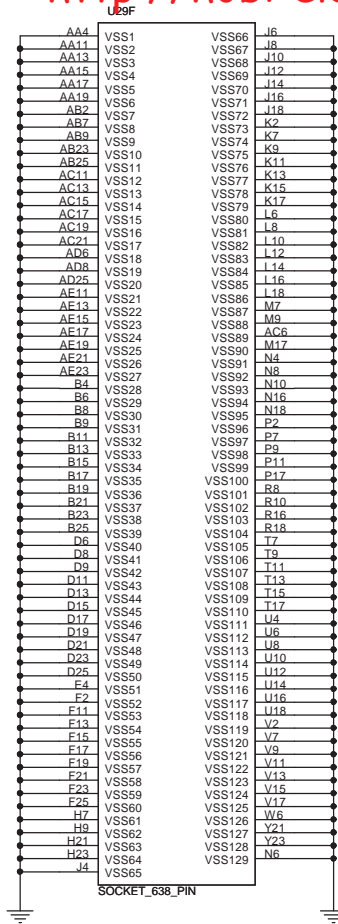 U29F
AA4 VSS1 VSS66 J6
AA11 VSS2 VSS67 J8
AA13 VSS3 VSS68 J10
AA15 VSS4 VSS69 J12
AA17 VSS5 VSS70 J14
AA19 VSS6 VSS71 J16
AB2 VSS7 VSS72 J18
AB7 VSS8 VSS73 K2
AB9 VSS9 VSS74 K7
AB23 VSS10 VSS75 K9
AB25 VSS11 VSS76 K11
AC11 VSS12 VSS77 K13
AC13 VSS13 VSS78 K15
AC15 VSS14 VSS79 K17
AC17 VSS15 VSS80 L6
AC19 VSS16 VSS81 L8
AC21 VSS17 VSS82 L10
AD6 VSS18 VSS83 L12
AD8 VSS19 VSS84 L14
AD25 VSS20 VSS85 L16
AE11 VSS21 VSS86 L18
AE13 VSS22 VSS87 M7
AE15 VSS23 VSS88 M9
AE17 VSS24 VSS89 AC6
AE19 VSS25 VSS90 M17
AE21 VSS26 VSS91 N4
AE23 VSS27 VSS92 N8
B4 VSS28 VSS93 N10
B6 VSS29 VSS94 N16
B8 VSS30 VSS95 N18
B9 VSS31 VSS96 P2
B11 VSS32 VSS97 P7
B13 VSS33 VSS98 P9
B15 VSS34 VSS99 P11
B17 VSS35 VSS100 P17
B19 VSS36 VSS101 R8
B21 VSS37 VSS102 R10
B23 VSS38 VSS103 R16
B25 VSS39 VSS104 R18
D6 VSS40 VSS105 T7
D8 VSS41 VSS106 T9
D9 VSS42 VSS107 T11
D11 VSS43 VSS108 T13
D13 VSS44 VSS109 T15
D15 VSS45 VSS110 T17
D17 VSS46 VSS111 U4
D19 VSS47 VSS112 U6
D21 VSS48 VSS113 U8
D23 VSS49 VSS114 U10
D25 VSS50 VSS115 U12
E4 VSS51 VSS116 U14
F2 VSS52 VSS117 U16
F11 VSS53 VSS118 U18
F13 VSS54 VSS119 V2
F15 VSS55 VSS120 V7
F17 VSS56 VSS121 V9
F19 VSS57 VSS122 V11
F21 VSS58 VSS123 V13
F23 VSS59 VSS124 V15
F25 VSS60 VSS125 V17
H7 VSS61 VSS126 W6
H9 VSS62 VSS127 Y21
H21 VSS63 VSS128 Y23
H23 VSS64 VSS129 N6
J4 VSS65
SOCKET_638_PIN